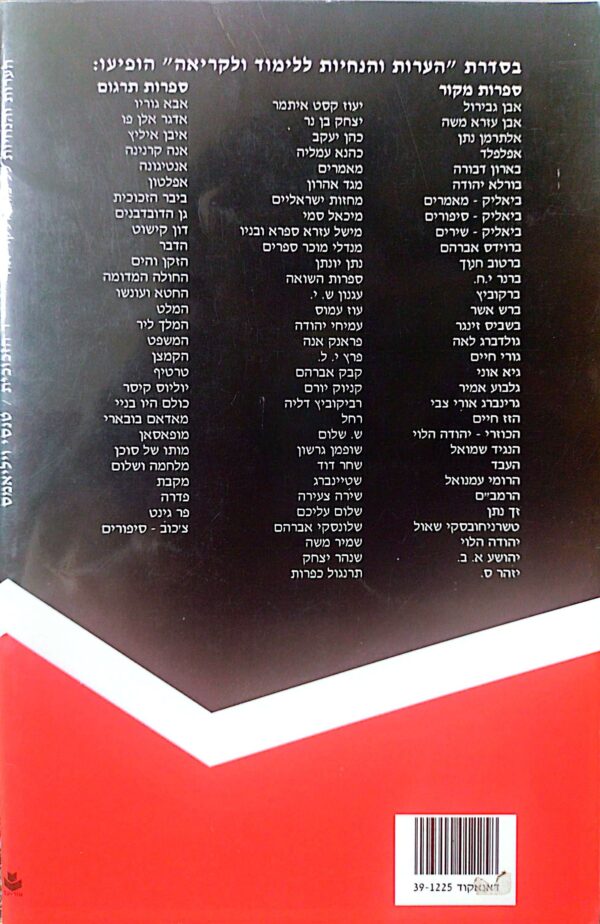 בסדרת "הערות והנחיות ללימוד ולקריאה" הופיעו:
ספרות מקור
אבן גבירול
אבן עזרא משה
אלתרמן נתן
אפלפלד
בארון דבורה
בורלא יהודה
ביאליק - מאמרים
ביאליק - סיפורים
ביאליק - שירים
ברוידס אברהם
ברטוב חנוך
ברנר י.ח.
ברקוביץ
ברש אשר
בשביס זינגר
גולדברג לאה
גורי חיים
גיא אוני
גלבוע אמיר
גרינברג אורי צבי
הזז חיים
הכוזרי - יהודה הלוי
הנגיד שמואל
העבד
הרומי עמנואל
הרמב"ם
זך נתן
טשרניחובסקי שאול
יהודה הלוי
יהושע א. ב.
יזהר ס.
יעוז קסט איתמר
יצחק בן נר
כהן יעקב
כהנא עמליה
מאמרים
מגד אהרון
מחזות ישראליים
מיכאל סמי
מישל עזרא ספרא ובניו
מנדלי מוכר ספרים
נתן יונתן
ספרות השואה
עגנון ש. י.
עוז עמוס
עמיחי יהודה
פראנק אנה
פרץ י. ל.
קבק אברהם
קניוק יורם
רביקוביץ דליה
רחל
ש. שלום
שופמן גרשון
שחר דוד
שטיינברג
שירה צעירה
שלום עליכם
שלונסקי אברהם
שמיר משה
שנהר יצחק
תרנגול כפרות
ספרות תרגום
אבא גוריו
אדגר אלן פו
איבן איליץ
אנה קרנינה
אנטיגונה
אפלטון
ביבר הזכוכית
גן הדובדבנים
דון קישוט
הדבר
הזקן והים
החולה המדומה
החטא ועונשו
המלט
המלך ליר
המשפט
הקמצן
טרטיף
יוליוס קיסר
כולם היו בניי
מאדאם בובארי
מופאסאן
מותו של סוכן
מלחמה ושלום
מקבת
פדרה
פר גינט
צ'כוב - סיפורים
הערות והנחיות
הזכוכית / טנסי ויליאמס
דאנאקוד 39-1225